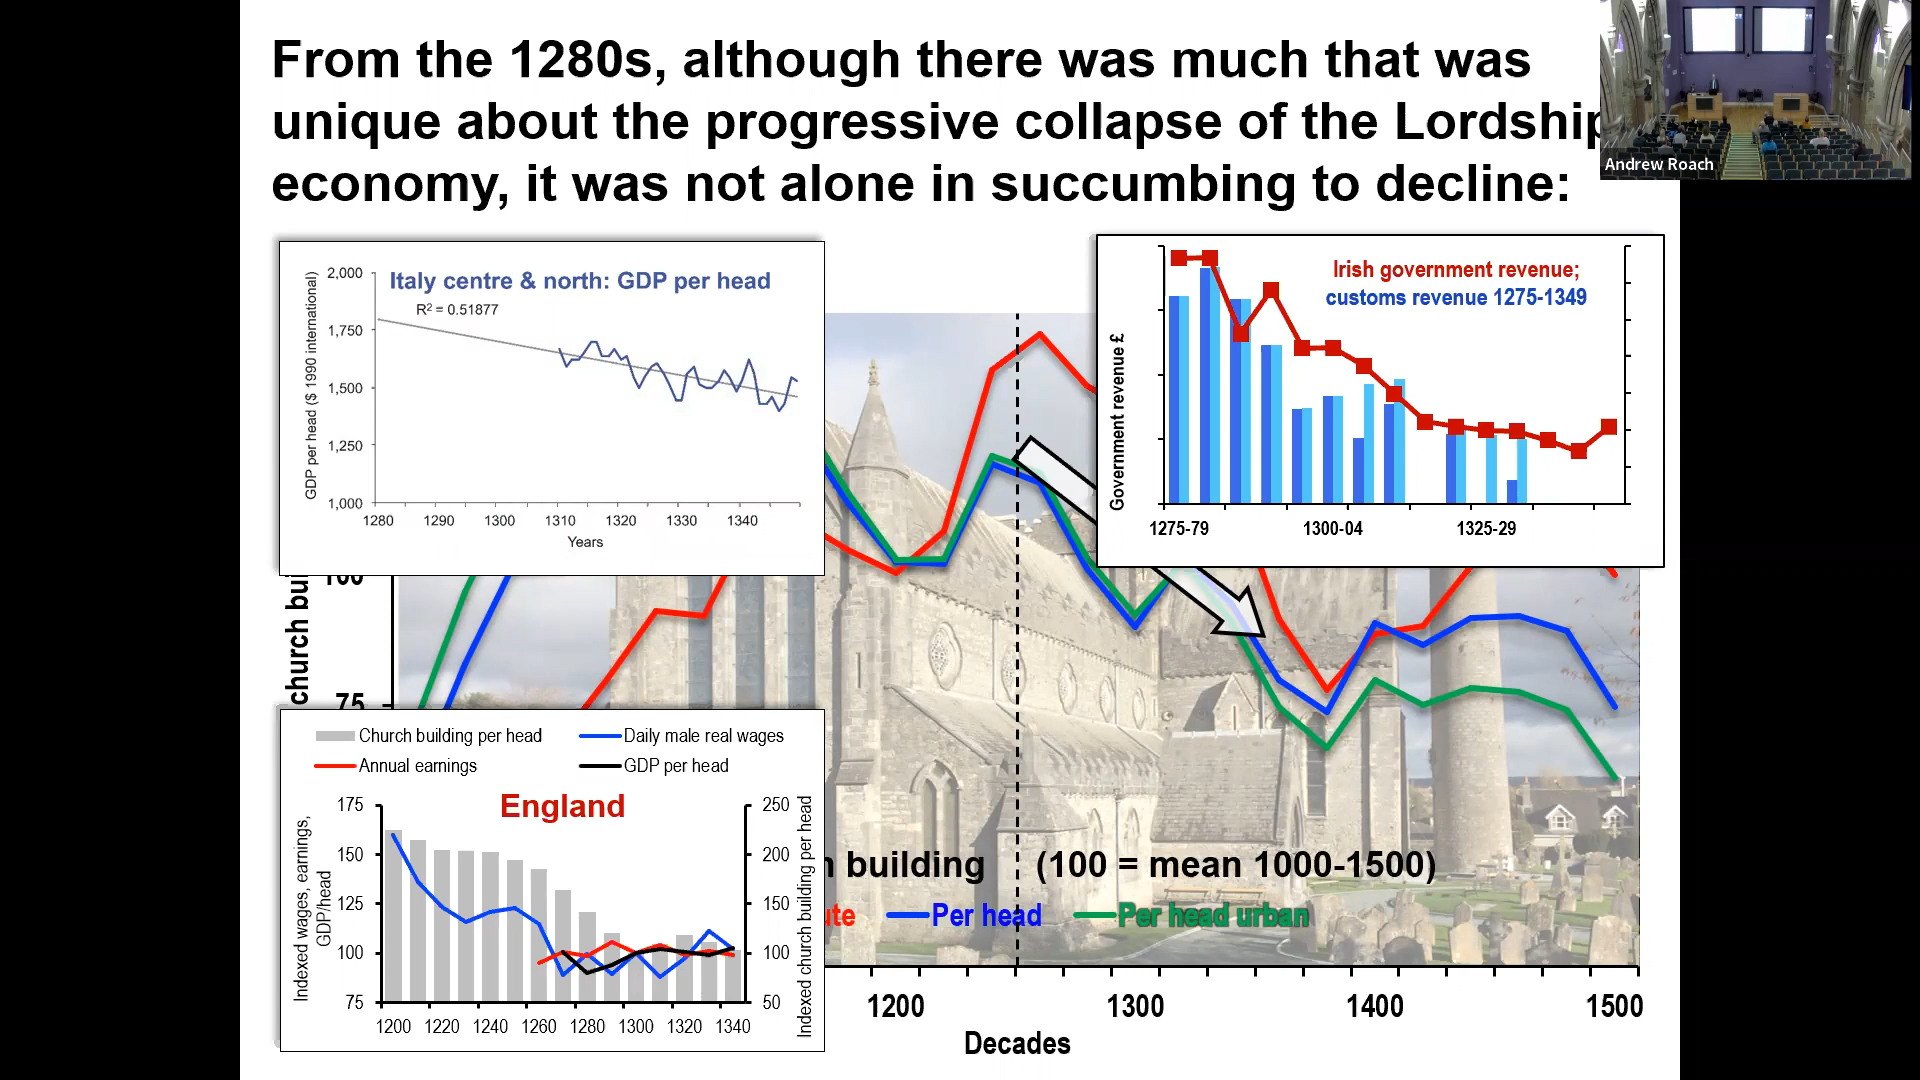 From the 1280s, although there was much that was
unique about the progressive collapse of the Lordship
economy, it was not alone in succumbing to decline:
Andrew Roach
Italy centre & north: GDP per head
R² = 0.51877
GDP per head ($ 1990 international)
2,000
1,750
1,500
1,250
1,000
1280 1290 1300 1310 1320 1330 1340
Years
Irish government revenue;
customs revenue 1275-1349
Government revenue £
1275-79 1300-04 1325-29
100
75
church bui
Church building per head
Daily male real wages
Annual earnings
GDP per head
England
Indexed wages, earnings,
GDP/head
175
150
125
100
75
250
200
150
100
50
Indexed church building per head
1200 1220 1240 1260 1280 1300 1320 1340
h building (100 = mean 1000-1500)
ute Per head Per head urban
1200 1300 1400 1500
Decades